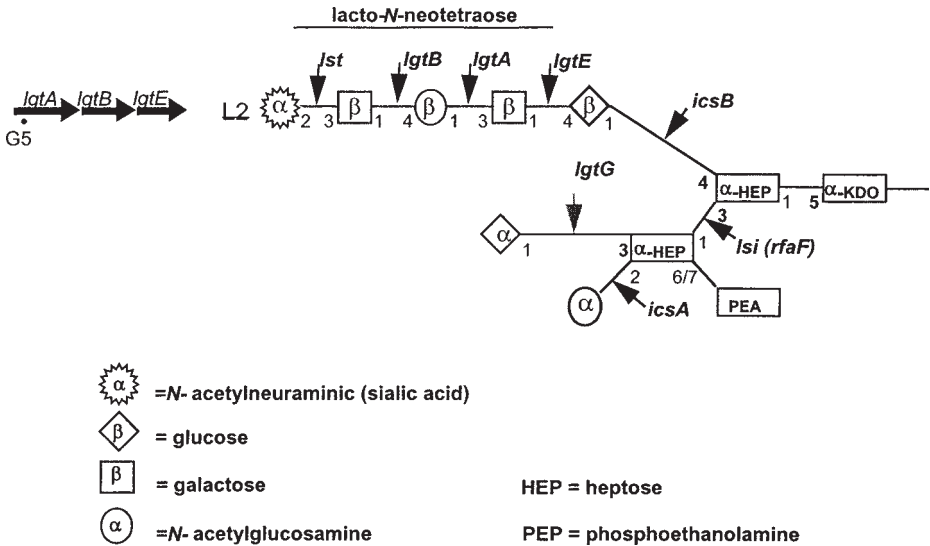 lacto-N-neotetraose
lst lgtB lgtA lgtE
lgtA lgtB lgtE
G5
L2 α 2 3 β 1 4 β 1 3 β 1 4 β 1
icsB
lgtG
4 α-HEP 1 5 α-KDO
3
lsi (rfaF)
α 1 3 α-HEP 1
2 6/7
α icsA PEA
α =N- acetylneuraminic (sialic acid)
β = glucose
β = galactose
HEP = heptose
α =N- acetylglucosamine
PEP = phosphoethanolamine